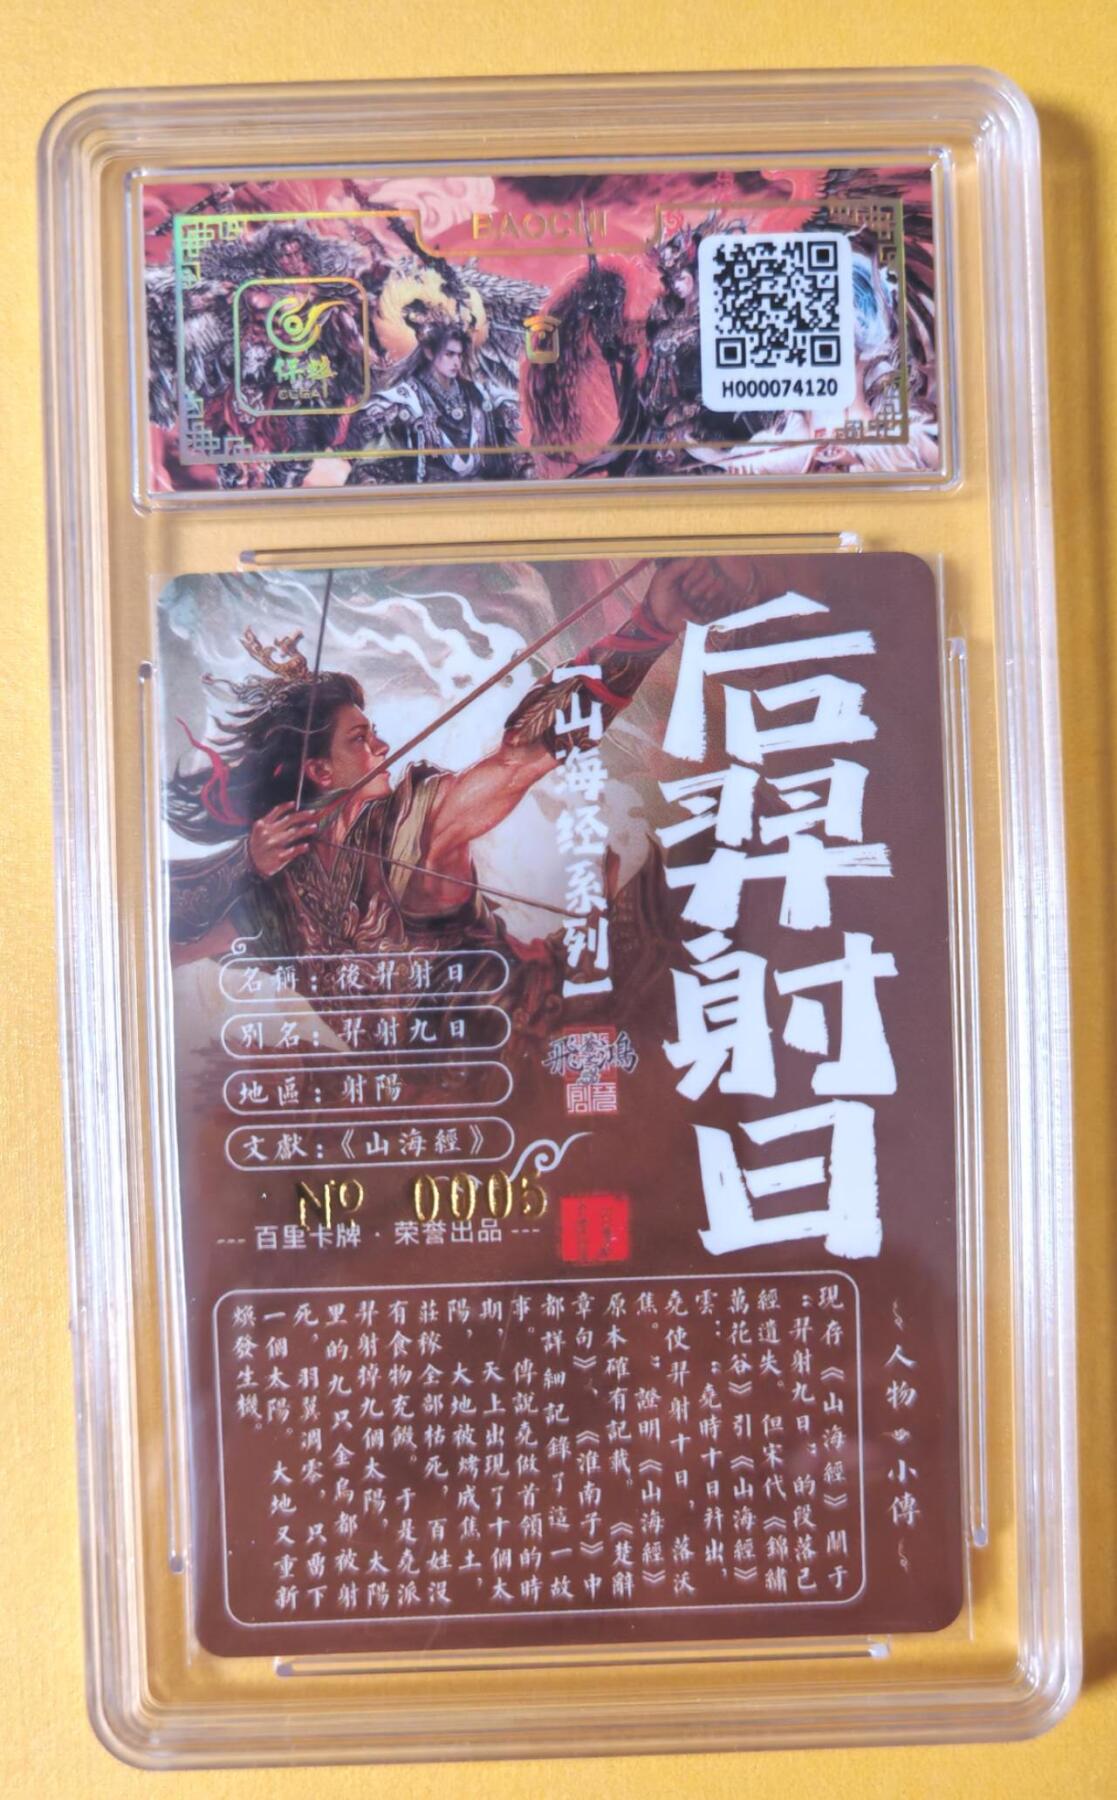 BAOCUI
保粹
H000074120
后羿射日
【山海经系列】
飛鴻
名稱：後羿射日
別名：羿射九日
地區：射陽
文獻：《山海經》
№ 0005
--- 百里卡牌 · 荣誉出品 ---
人物小傳
現存《山海經》關于
：羿射九日：的段落已
經遺失。但宋代《錦繡
萬花谷》引《山海經》
雲：：堯時十日幷出，
堯使羿射十日，落沃
焦。：證明《山海經》
原本確有記載。《楚辭
章句》、《淮南子》中
都詳細記錄了這一故
事。傳說堯做首領的時
期，天上出現了十個太
陽，大地被烤成焦土，
莊稼全部枯死，百姓沒
有食物充饑。于是堯派
羿射掉九個太陽，太陽
里的九只金烏都被射
死，羽翼凋零，只畱下
一個太陽。大地又重新
煥發生機。